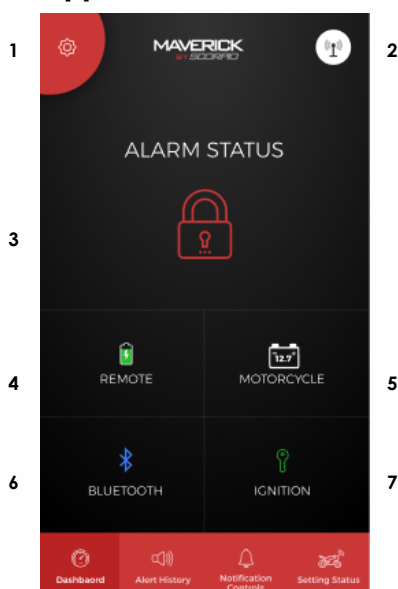 1
MAVERICK
BY SCORPIO
2
ALARM STATUS
3
12.7
4
REMOTE
MOTORCYCLE
5
6
BLUETOOTH
IGNITION
7
Dashbaord
Alert History
Notification
Controls
Setting Status